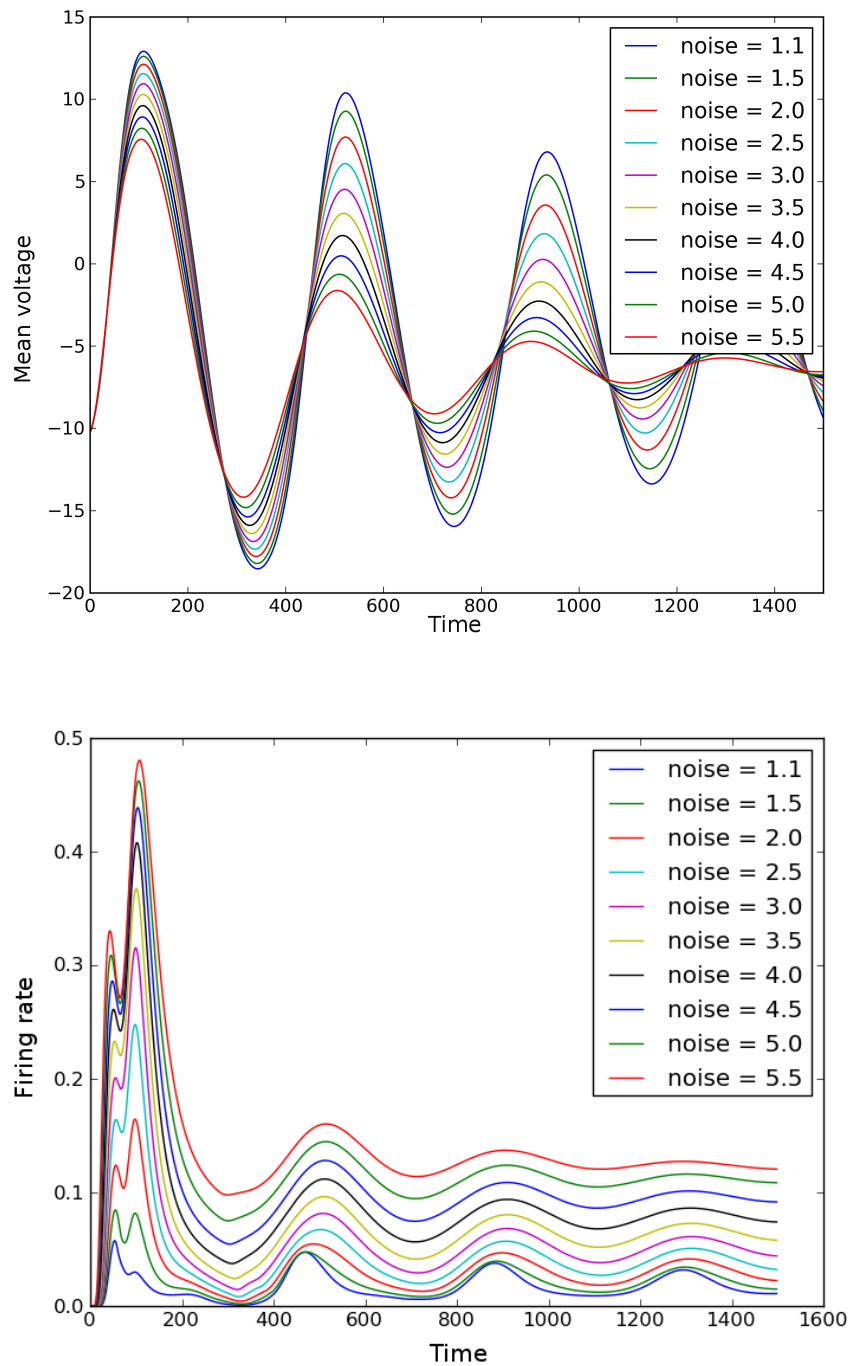 15
10
5
0
−5
−10
−15
−20
Mean voltage
noise = 1.1
noise = 1.5
noise = 2.0
noise = 2.5
noise = 3.0
noise = 3.5
noise = 4.0
noise = 4.5
noise = 5.0
noise = 5.5
0 200 400 600 800 1000 1200 1400
Time
0.5
0.4
0.3
0.2
0.1
0.0
Firing rate
noise = 1.1
noise = 1.5
noise = 2.0
noise = 2.5
noise = 3.0
noise = 3.5
noise = 4.0
noise = 4.5
noise = 5.0
noise = 5.5
0 200 400 600 800 1000 1200 1400 1600
Time